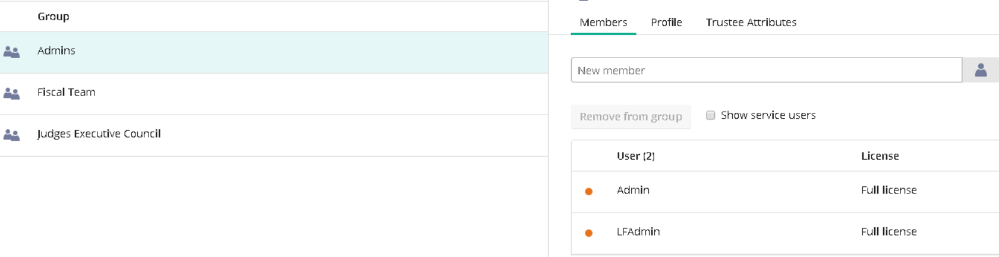 Group
Admins
Fiscal Team
Judges Executive Council
Members Profile Trustee Attributes
New member
Remove from group Show service users
User (2) License
Admin Full license
LFAdmin Full license